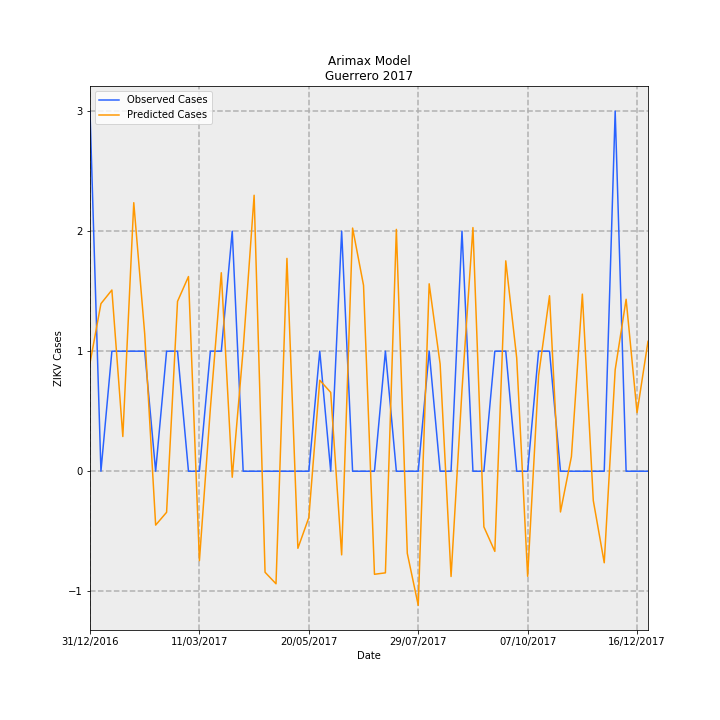 Arimax Model
Guerrero 2017
Observed Cases
Predicted Cases
ZIKV Cases
3
2
1
0
−1
31/12/2016
11/03/2017
20/05/2017
29/07/2017
07/10/2017
16/12/2017
Date